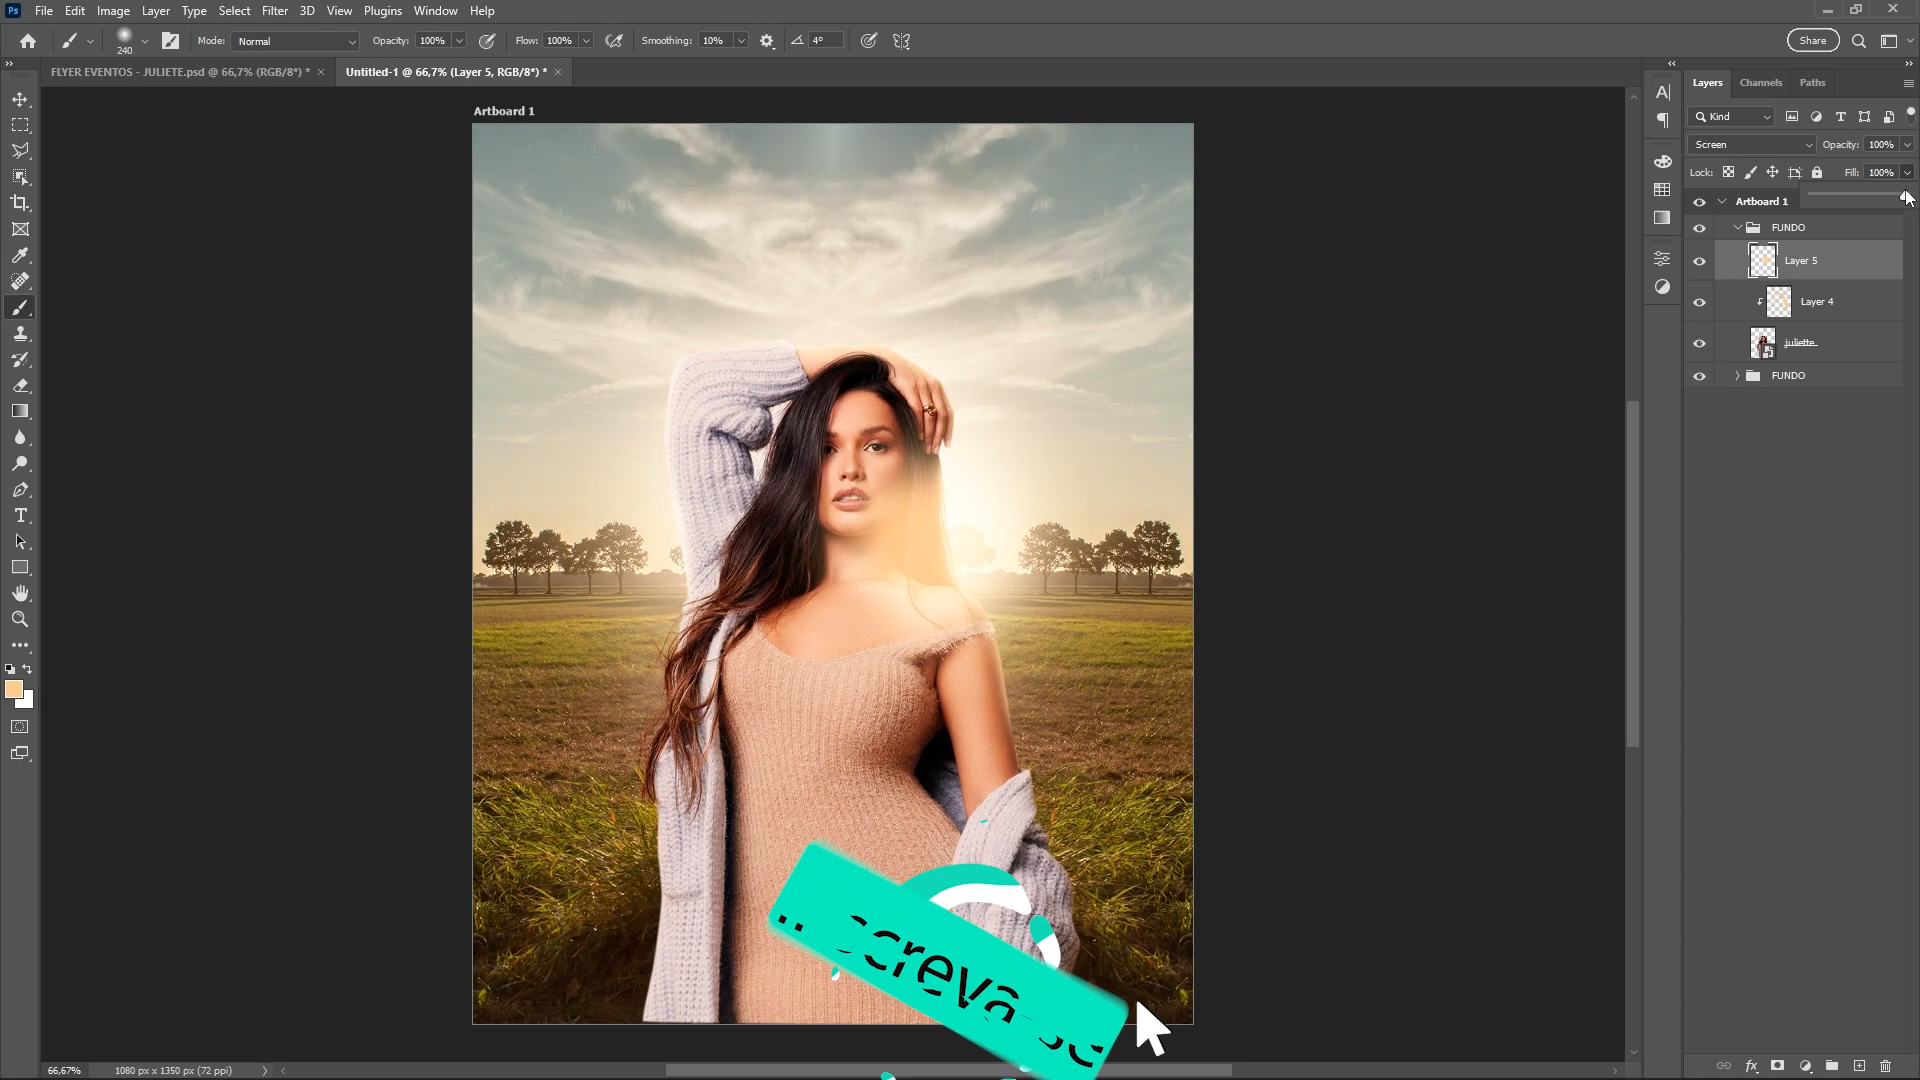 File Edit Image Layer Type Select Filter 3D View Plugins Window Help
240 Mode: Normal Opacity: 100% Flow: 100% Smoothing: 10% 4° Share
FLYER EVENTOS - JULIETE.psd @ 66,7% (RGB/8*) * Untitled-1 @ 66,7% (Layer 5, RGB/8*) *
Artboard 1
Layers Channels Paths
Kind
Screen Opacity: 100%
Lock: Fill: 100%
Artboard 1
FUNDO
Layer 5
Layer 4
juliette
FUNDO
66,67% 1080 px x 1350 px (72 ppi)